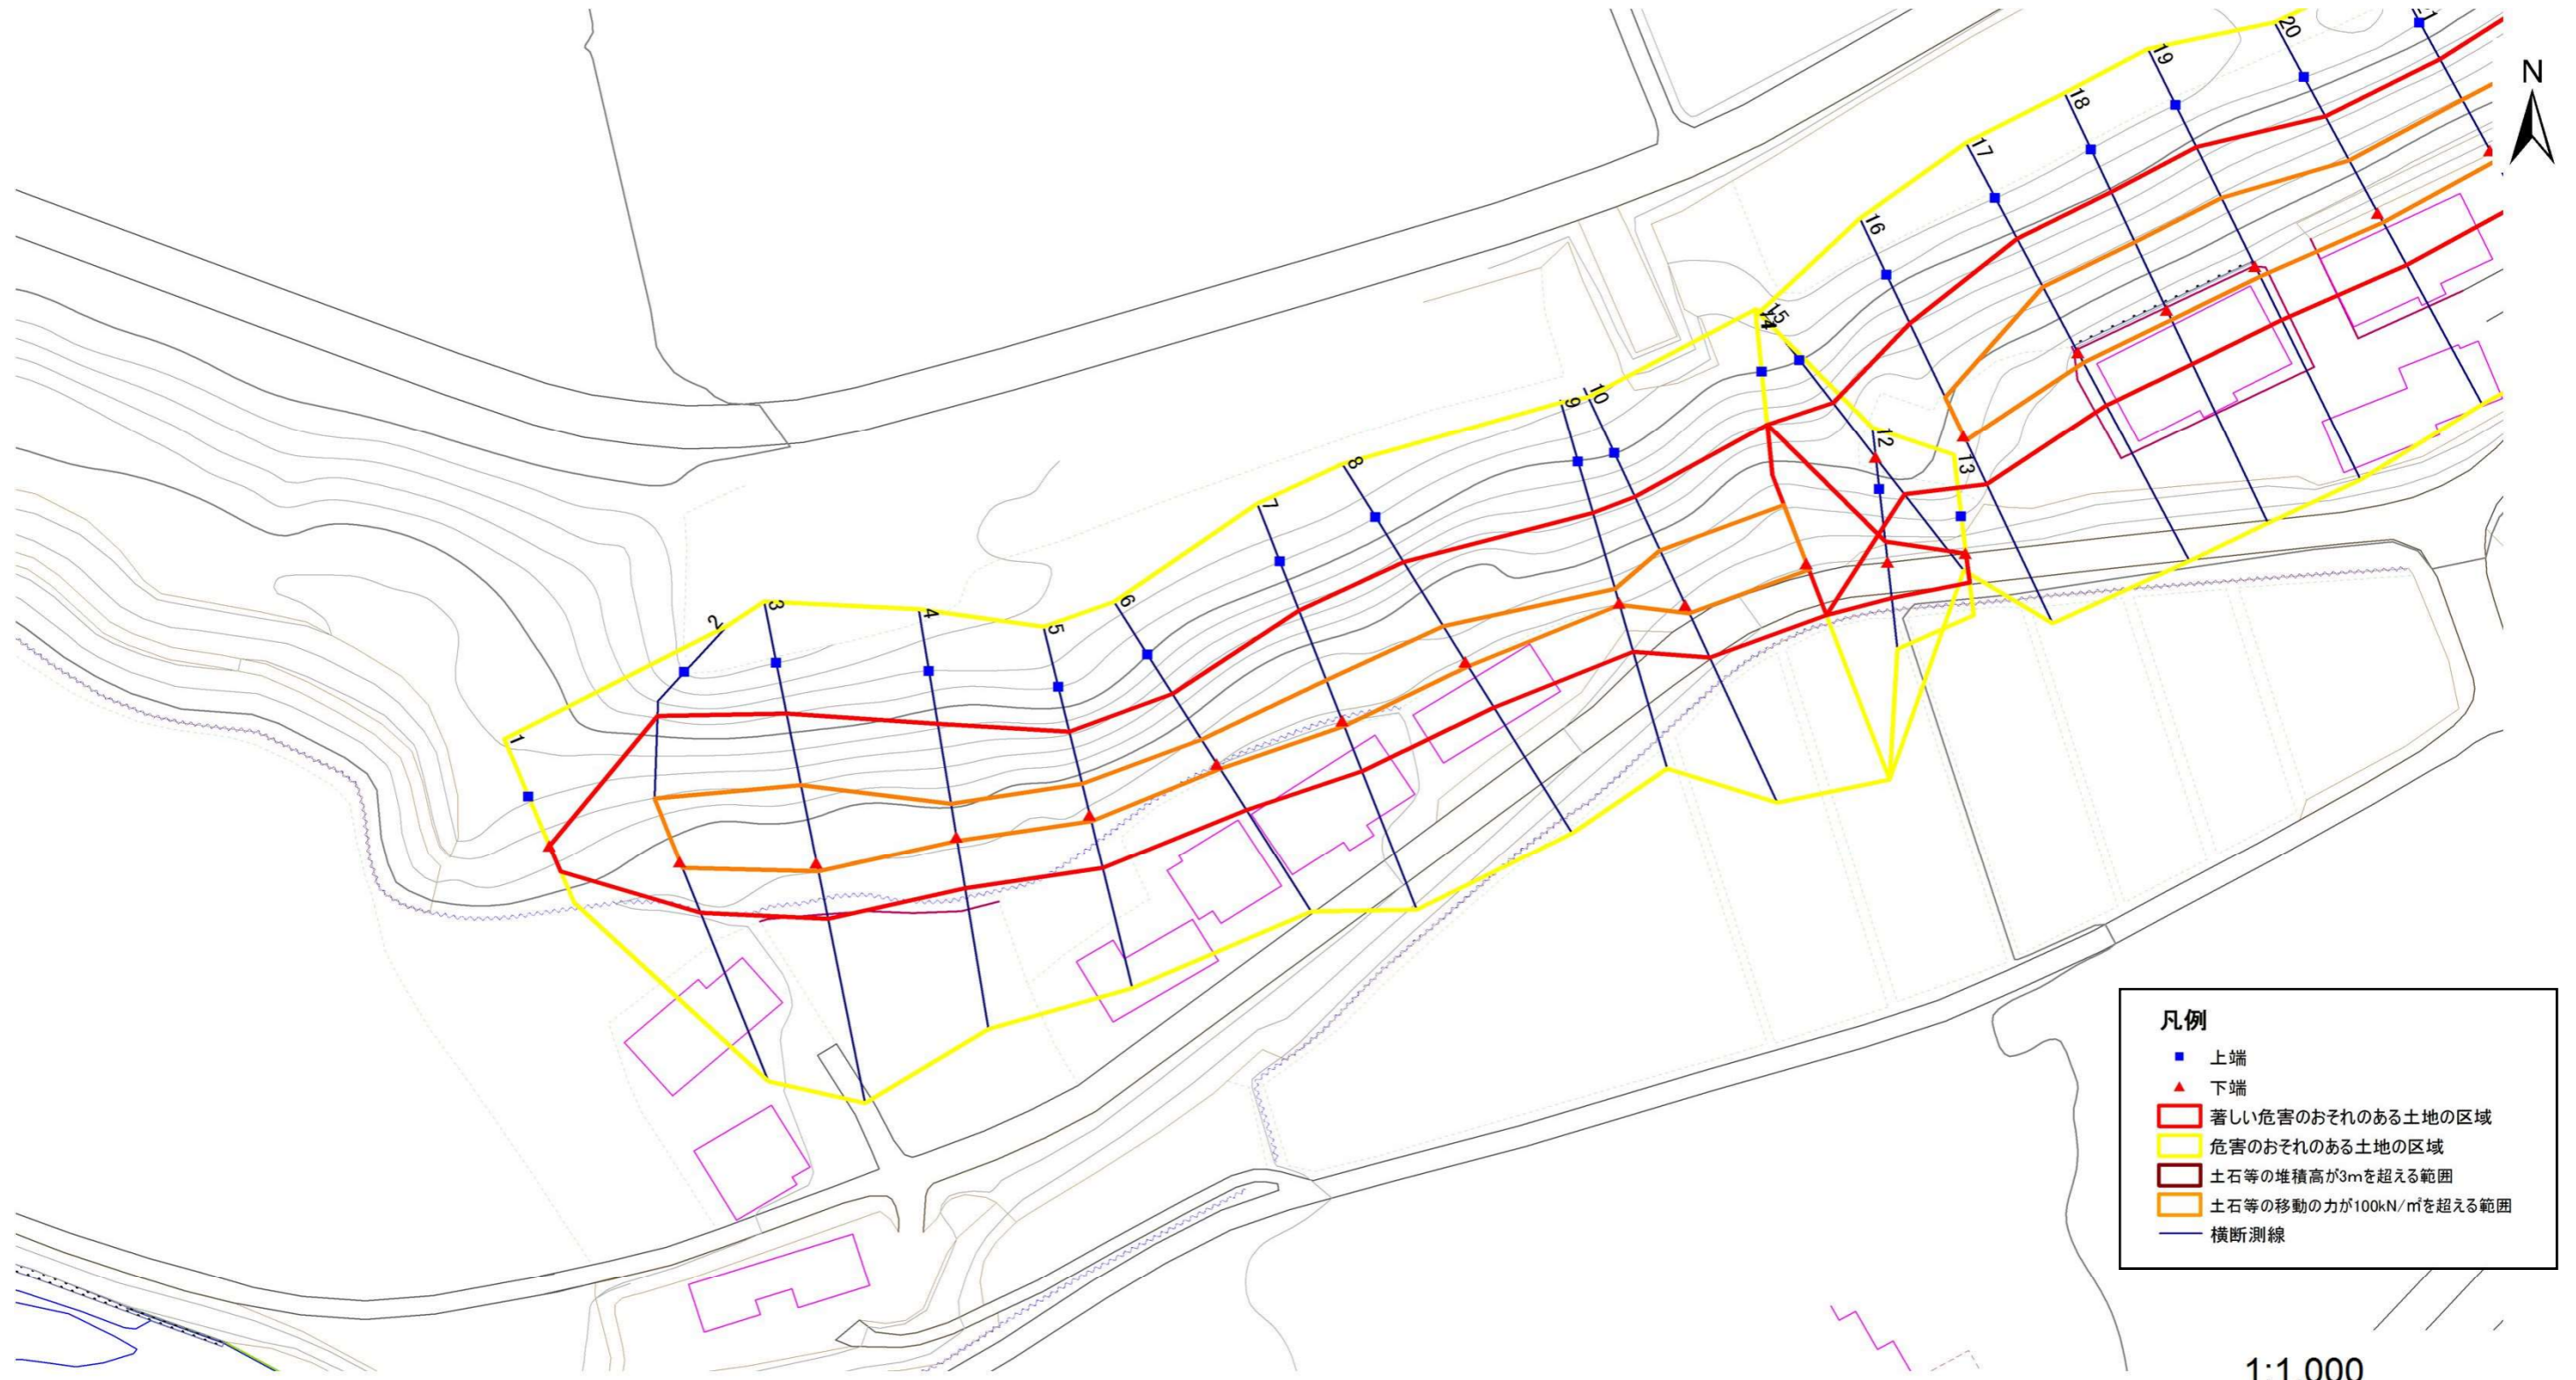 20
19
18
17
16
15
N
12
13
10
9
8
7
6
5
4
3
2
1
凡例
上端
下端
著しい危害のおそれのある土地の区域
危害のおそれのある土地の区域
土石等の堆積高が3mを超える範囲
土石等の移動の力が100kN/㎡を超える範囲
横断測線
1:1,000